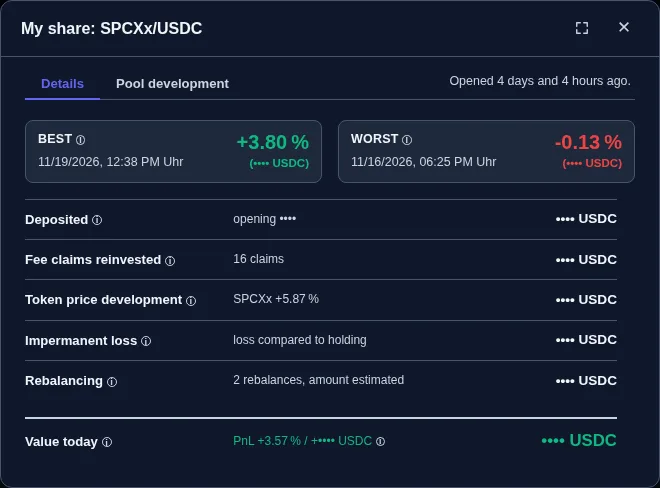 My share: SPCXx/USDC
Details
Pool development
Opened 4 days and 4 hours ago.
BEST
+3.80 %
11/19/2026, 12:38 PM Uhr
(•••• USDC)
WORST
-0.13 %
11/16/2026, 06:25 PM Uhr
(•••• USDC)
Deposited opening •••• •••• USDC
Fee claims reinvested 16 claims •••• USDC
Token price development SPCXx +5.87 % •••• USDC
Impermanent loss loss compared to holding •••• USDC
Rebalancing 2 rebalances, amount estimated •••• USDC
Value today PnL +3.57 % / +•••• USDC •••• USDC